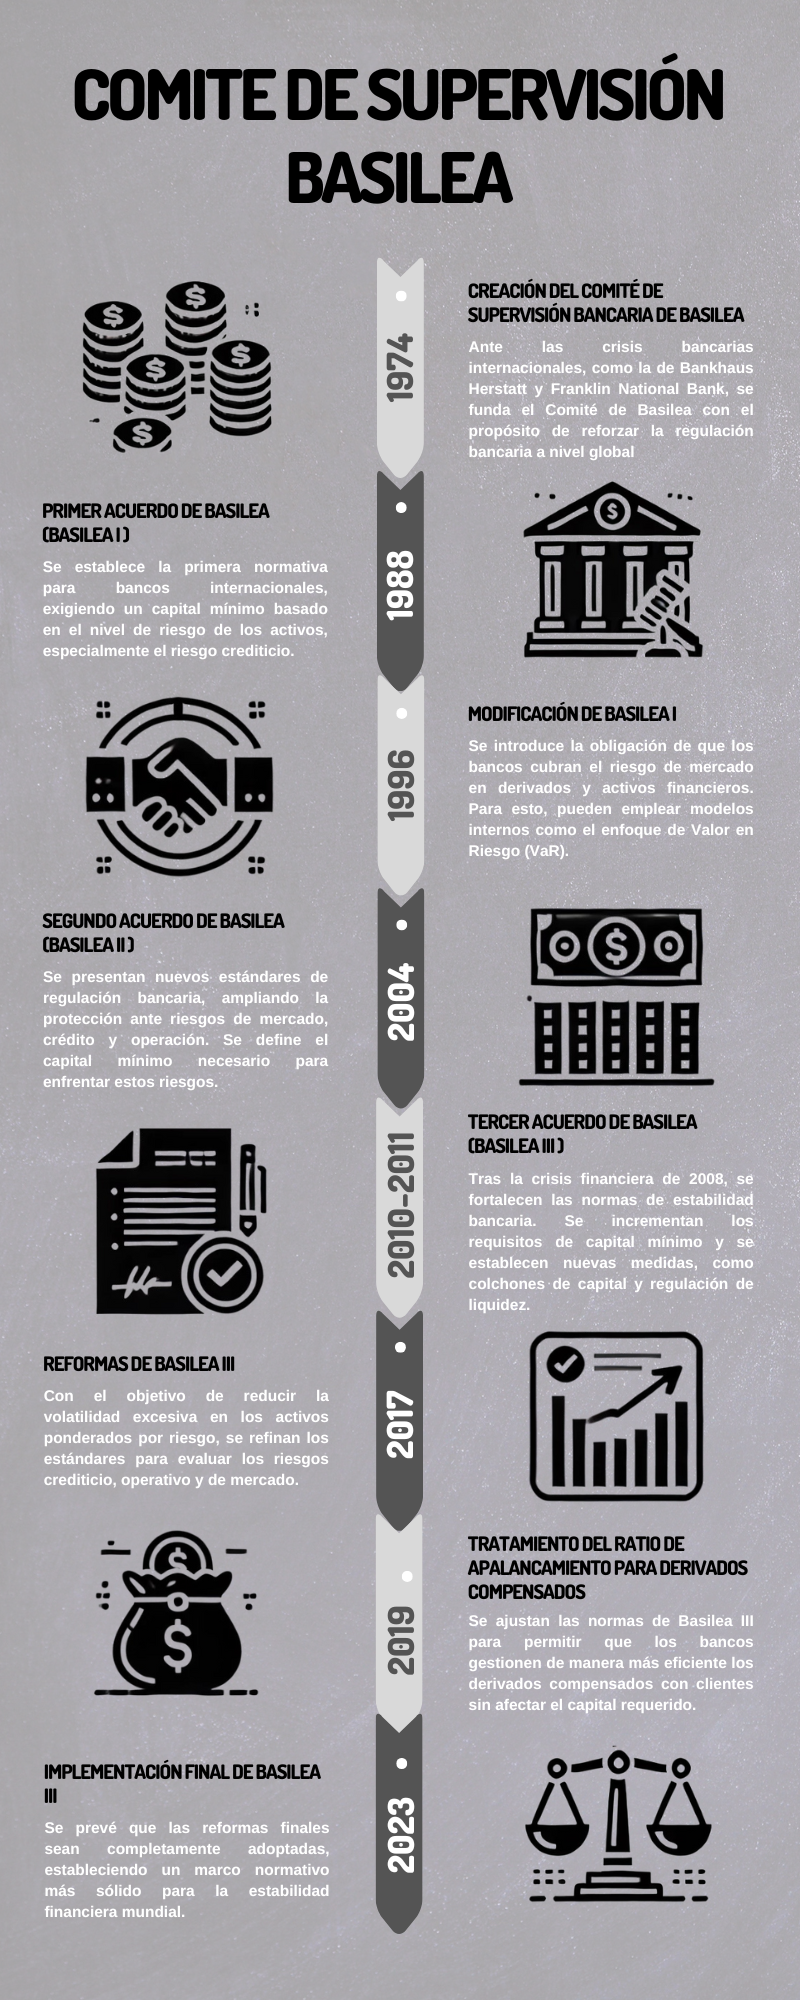 COMITE DE SUPERVISIÓN
BASILEA
1974
CREACIÓN DEL COMITÉ DE
SUPERVISIÓN BANCARIA DE BASILEA
Ante las crisis bancarias
internacionales, como la de Bankhaus
Herstatt y Franklin National Bank, se
funda el Comité de Basilea con el
propósito de reforzar la regulación
bancaria a nivel global
PRIMER ACUERDO DE BASILEA
(BASILEA I )
Se establece la primera normativa
para bancos internacionales,
exigiendo un capital mínimo basado
en el nivel de riesgo de los activos,
especialmente el riesgo crediticio.
1988
1996
MODIFICACIÓN DE BASILEA I
Se introduce la obligación de que los
bancos cubran el riesgo de mercado
en derivados y activos financieros.
Para esto, pueden emplear modelos
internos como el enfoque de Valor en
Riesgo (VaR).
SEGUNDO ACUERDO DE BASILEA
(BASILEA II )
Se presentan nuevos estándares de
regulación bancaria, ampliando la
protección ante riesgos de mercado,
crédito y operación. Se define el
capital mínimo necesario para
enfrentar estos riesgos.
2004
2010-2011
TERCER ACUERDO DE BASILEA
(BASILEA III )
Tras la crisis financiera de 2008, se
fortalecen las normas de estabilidad
bancaria. Se incrementan los
requisitos de capital mínimo y se
establecen nuevas medidas, como
colchones de capital y regulación de
liquidez.
REFORMAS DE BASILEA III
Con el objetivo de reducir la
volatilidad excesiva en los activos
ponderados por riesgo, se refinan los
estándares para evaluar los riesgos
crediticio, operativo y de mercado.
2017
2019
TRATAMIENTO DEL RATIO DE
APALANCAMIENTO PARA DERIVADOS
COMPENSADOS
Se ajustan las normas de Basilea III
para permitir que los bancos
gestionen de manera más eficiente los
derivados compensados con clientes
sin afectar el capital requerido.
IMPLEMENTACIÓN FINAL DE BASILEA
III
Se prevé que las reformas finales
sean completamente adoptadas,
estableciendo un marco normativo
más sólido para la estabilidad
financiera mundial.
2023